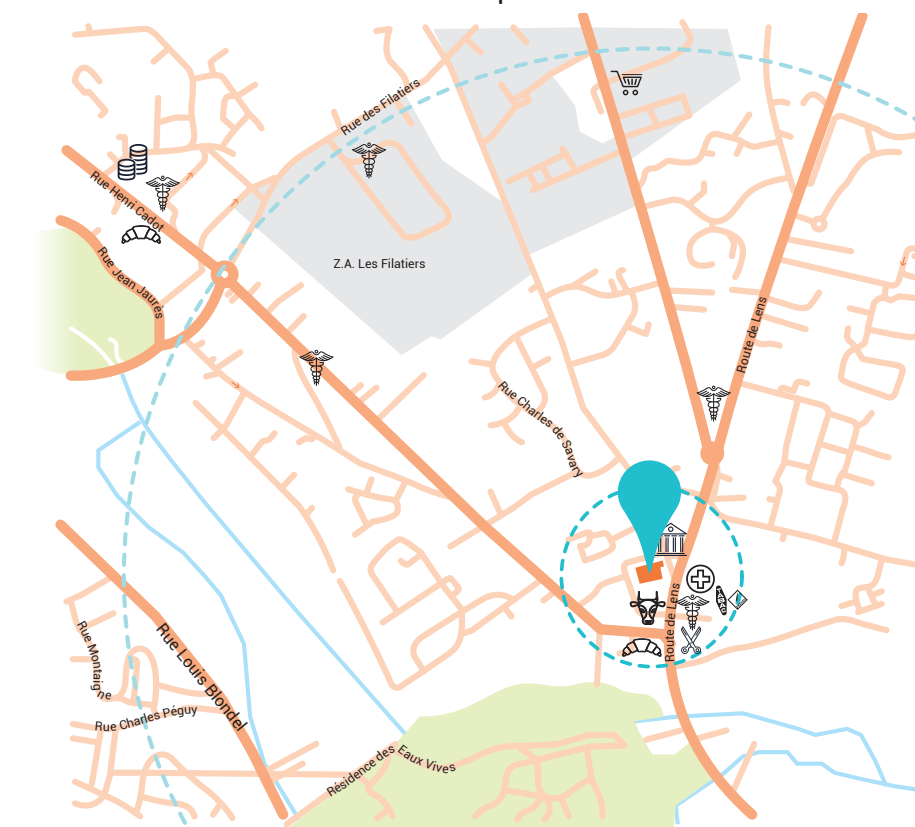 Rue des Filatiers
Rue Henri Cadot
Rue Jean Jaurès
Z.A. Les Filatiers
Route de Lens
Rue Charles de Savary
Route de Lens
Rue Montaigne
Rue Louis Blondel
Rue Charles Péguy
Résidence des Eaux Vives